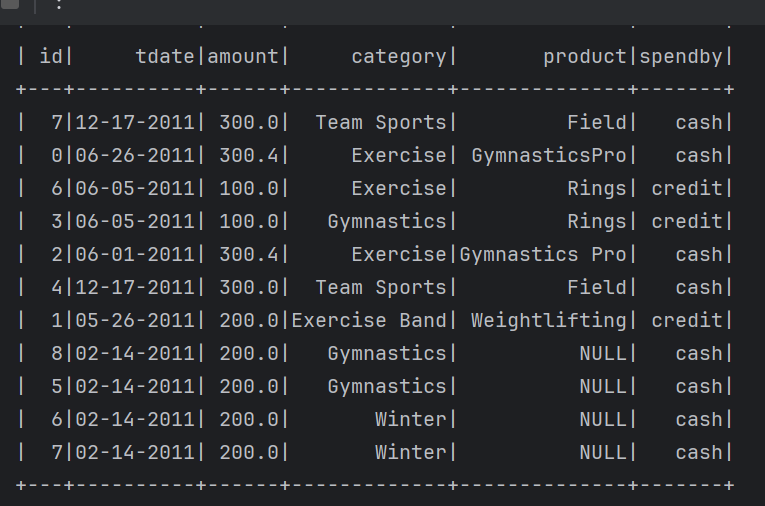 :
| id|     tdate|amount|     category|       product|spendby|
+---+----------+------+-------------+--------------+-------+
|  7|12-17-2011| 300.0|  Team Sports|         Field|   cash|
|  0|06-26-2011| 300.4|     Exercise| GymnasticsPro|   cash|
|  6|06-05-2011| 100.0|     Exercise|         Rings| credit|
|  3|06-05-2011| 100.0|   Gymnastics|         Rings| credit|
|  2|06-01-2011| 300.4|     Exercise|Gymnastics Pro|   cash|
|  4|12-17-2011| 300.0|  Team Sports|         Field|   cash|
|  1|05-26-2011| 200.0|Exercise Band| Weightlifting| credit|
|  8|02-14-2011| 200.0|   Gymnastics|          NULL|   cash|
|  5|02-14-2011| 200.0|   Gymnastics|          NULL|   cash|
|  6|02-14-2011| 200.0|       Winter|          NULL|   cash|
|  7|02-14-2011| 200.0|       Winter|          NULL|   cash|
+---+----------+------+-------------+--------------+-------+